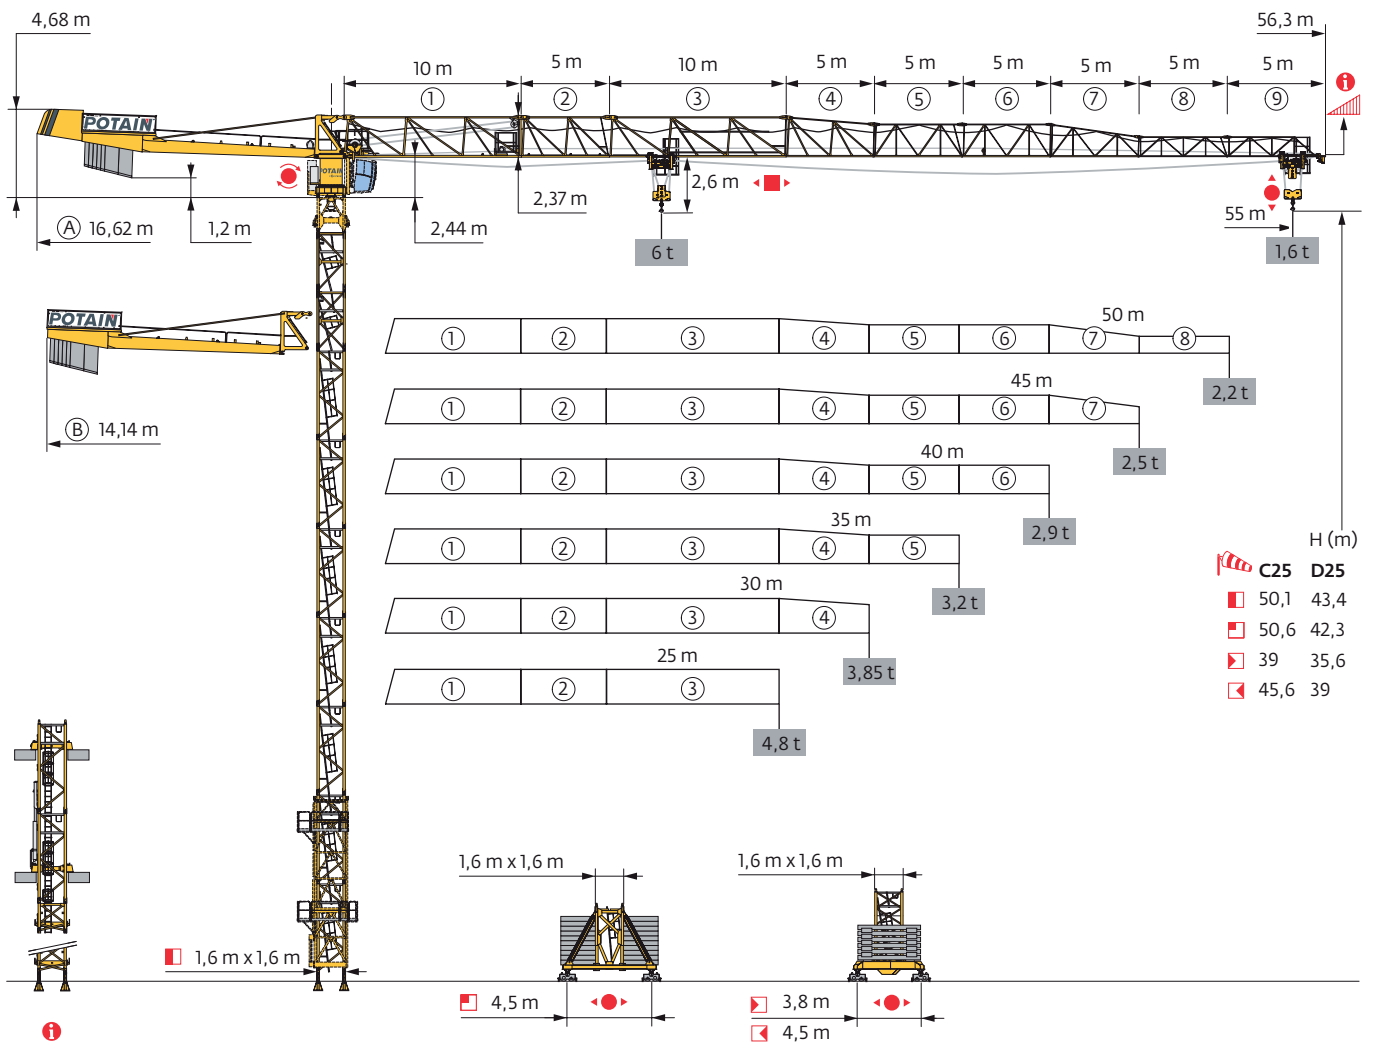 4,68 m
56,3 m
10 m 5 m 10 m 5 m 5 m 5 m 5 m 5 m 5 m
1 2 3 4 5 6 7 8 9
i
POTAIN
POTAIN
2,6 m
2,37 m
A 16,62 m
1,2 m
2,44 m
55 m
6 t
1,6 t
POTAIN
50 m
1 2 3 4 5 6 7 8
2,2 t
45 m
1 2 3 4 5 6 7
B 14,14 m
2,5 t
40 m
1 2 3 4 5 6
2,9 t
35 m
1 2 3 4 5
3,2 t
H (m)
C25 D25
50,1 43,4
50,6 42,3
39 35,6
45,6 39
30 m
1 2 3 4
3,85 t
25 m
1 2 3
4,8 t
1,6 m x 1,6 m
1,6 m x 1,6 m
1,6 m x 1,6 m
4,5 m
3,8 m
4,5 m
i